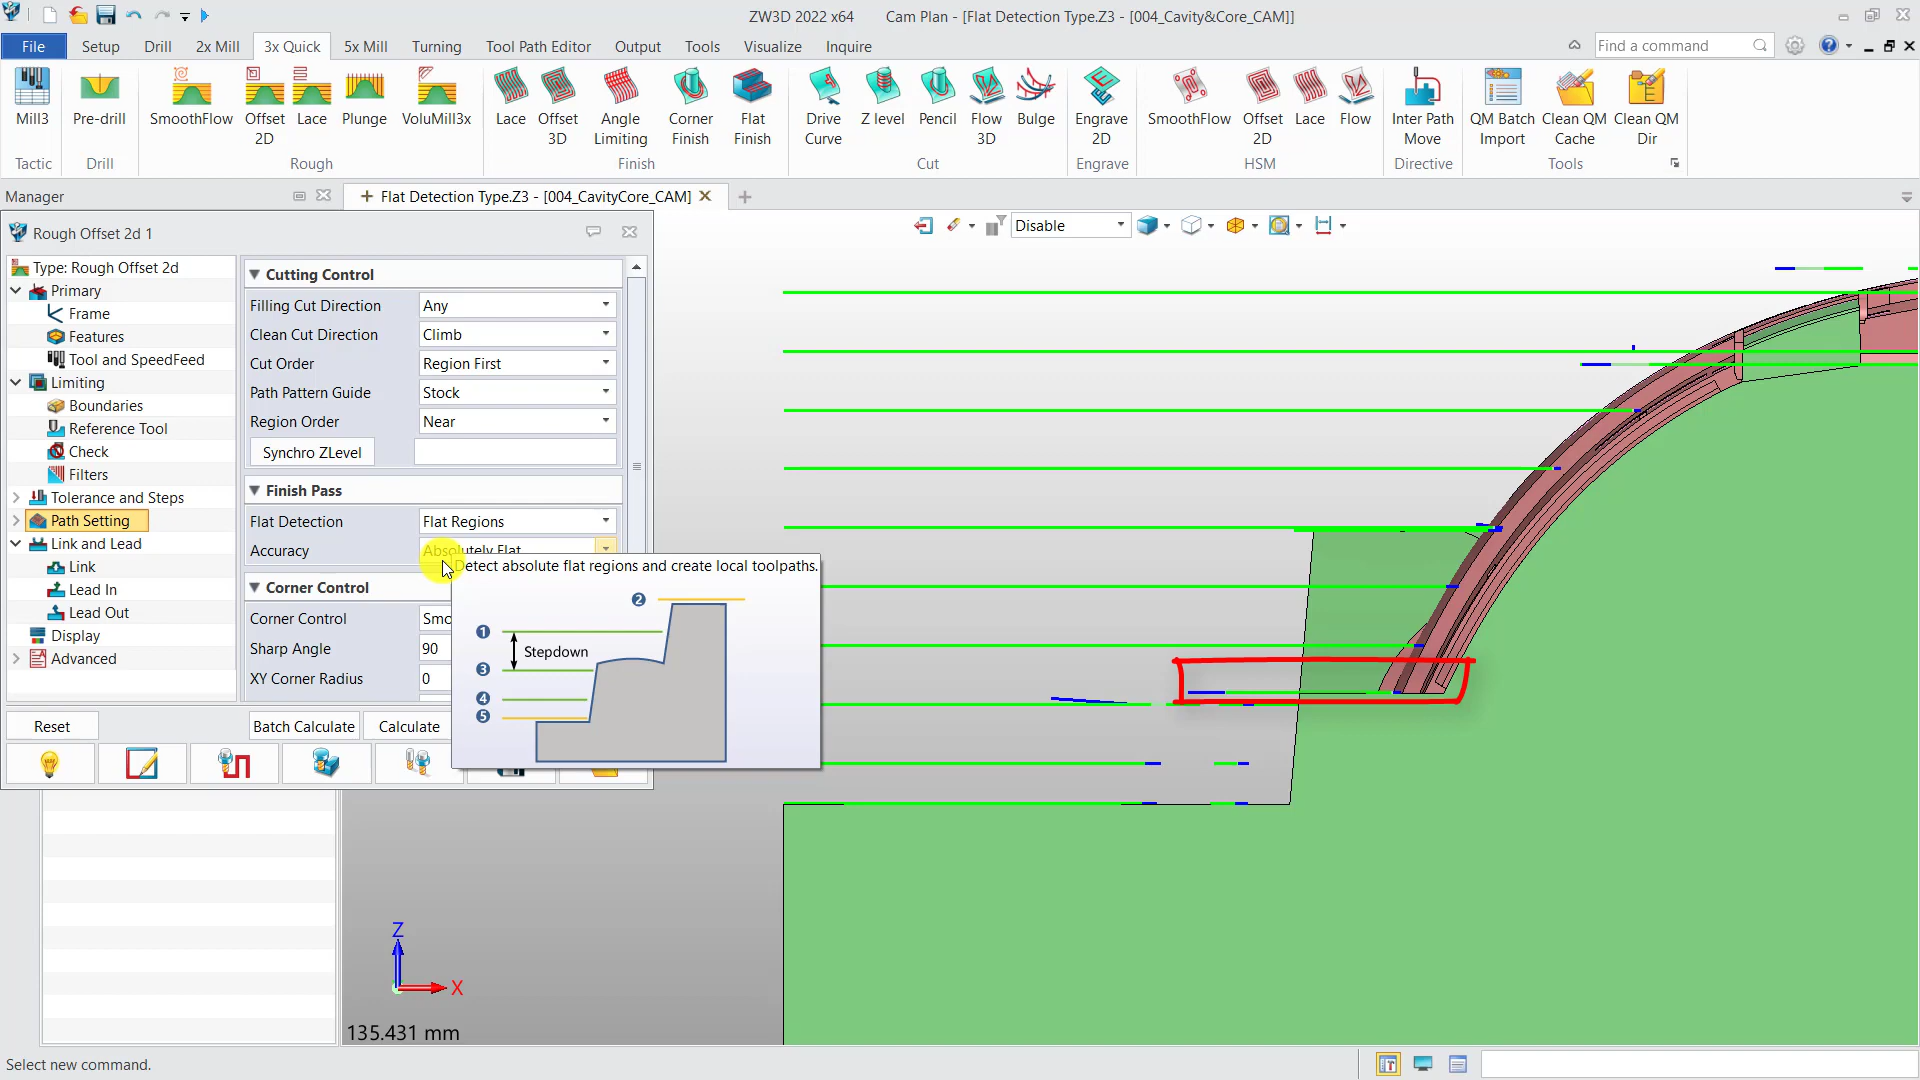 ZW3D 2022 x64 Cam Plan - [Flat Detection Type.Z3 - [004_Cavity&Core_CAM]]
File Setup Drill 2x Mill 3x Quick 5x Mill Turning Tool Path Editor Output Tools Visualize Inquire Find a command
Mill3 Pre-drill SmoothFlow Offset 2D Lace Plunge VoluMill3x Lace Offset 3D Angle Limiting Corner Finish Flat Finish Drive Curve Z level Pencil Flow 3D Bulge Engrave 2D SmoothFlow Offset 2D Lace Flow Inter Path Move QM Batch Import Clean QM Cache Clean QM Dir
Tactic Drill Rough Finish Cut Engrave HSM Directive Tools
Manager
Flat Detection Type.Z3 - [004_CavityCore_CAM]
Disable
Rough Offset 2d 1
Type: Rough Offset 2d
Primary
Frame
Features
Tool and SpeedFeed
Limiting
Boundaries
Reference Tool
Check
Filters
Tolerance and Steps
Path Setting
Link and Lead
Link
Lead In
Lead Out
Display
Advanced
Cutting Control
Filling Cut Direction Any
Clean Cut Direction Climb
Cut Order Region First
Path Pattern Guide Stock
Region Order Near
Synchro ZLevel
Finish Pass
Flat Detection Flat Regions
Accuracy Absolutely Flat
Corner Control
Corner Control Smo
Sharp Angle 90
XY Corner Radius 0
Detect absolute flat regions and create local toolpaths.
2
1
Stepdown
3
4
5
Reset Batch Calculate Calculate
Z
X
135.431 mm
Select new command.